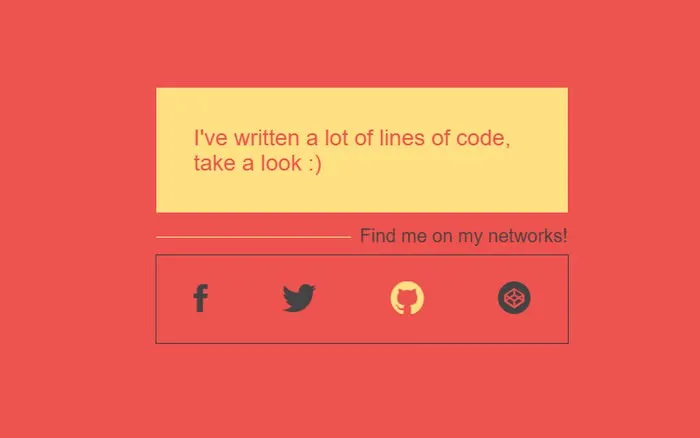 I've written a lot of lines of code,
take a look :)
Find me on my networks!